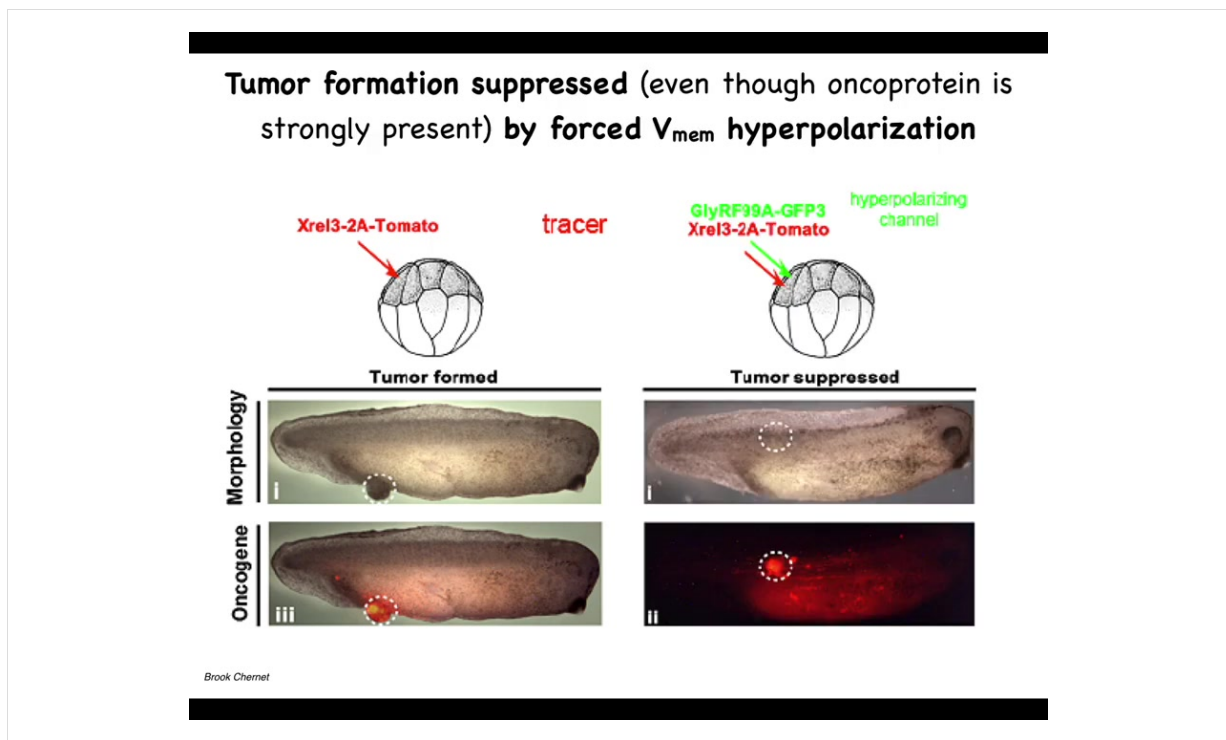 Tumor formation suppressed (even though oncoprotein is
strongly present) by forced Vmem hyperpolarization
Xrel3-2A-Tomato
tracer
GlyRF99A-GFP3
Xrel3-2A-Tomato
hyperpolarizing
channel
Tumor formed
Tumor suppressed
Morphology
i
i
Oncogene
iii
ii
Brook Chernet